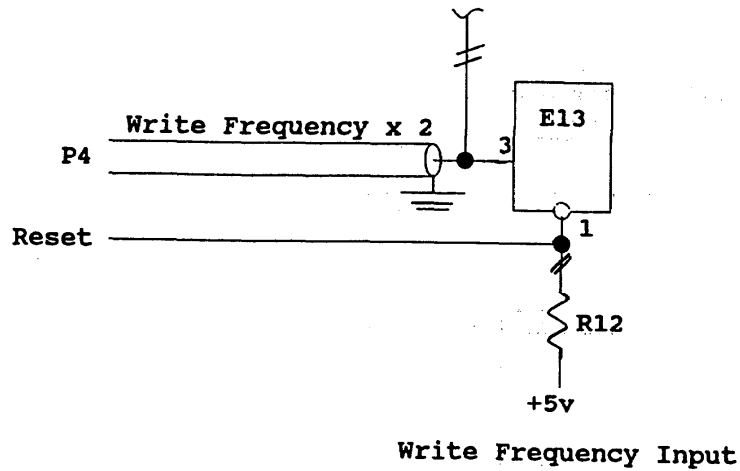 E13
Write Frequency x 2
3
P4
1
Reset
R12
+5v
Write Frequency Input